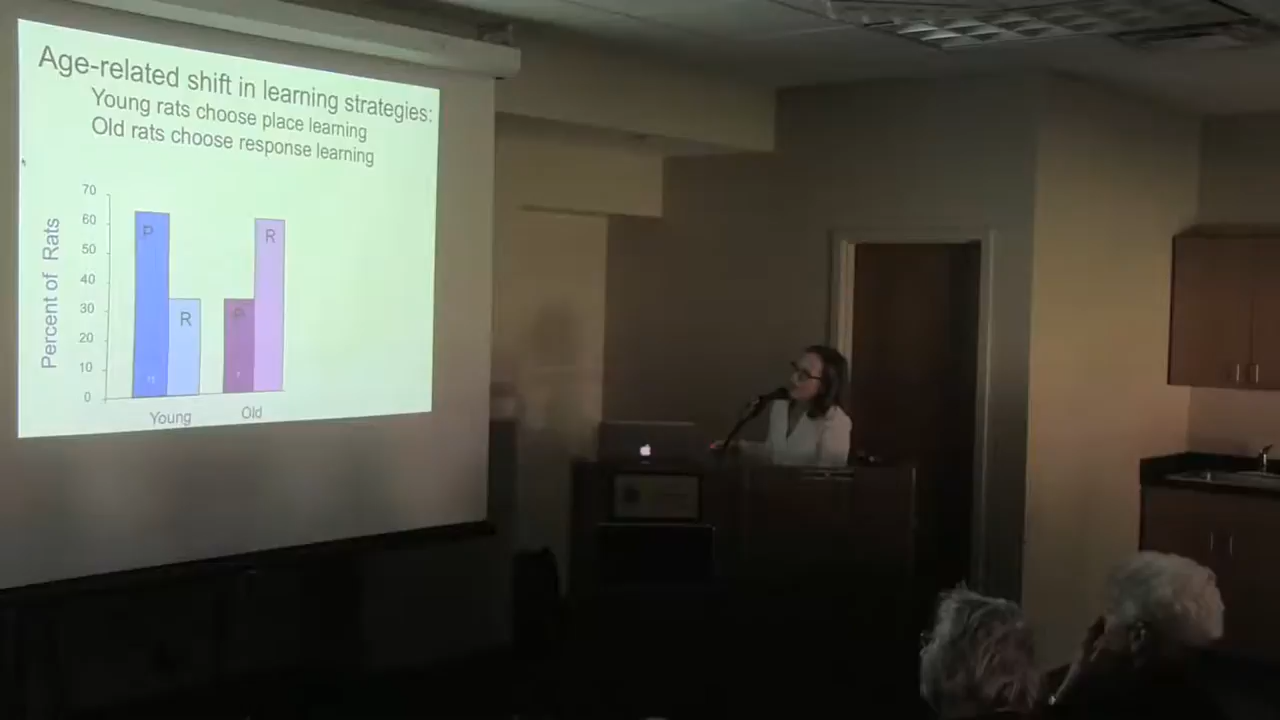 Age-related shift in learning strategies:
Young rats choose place learning
Old rats choose response learning
70
60
50
40
30
20
10
0
Percent of Rats
P
R
P
R
Young
Old